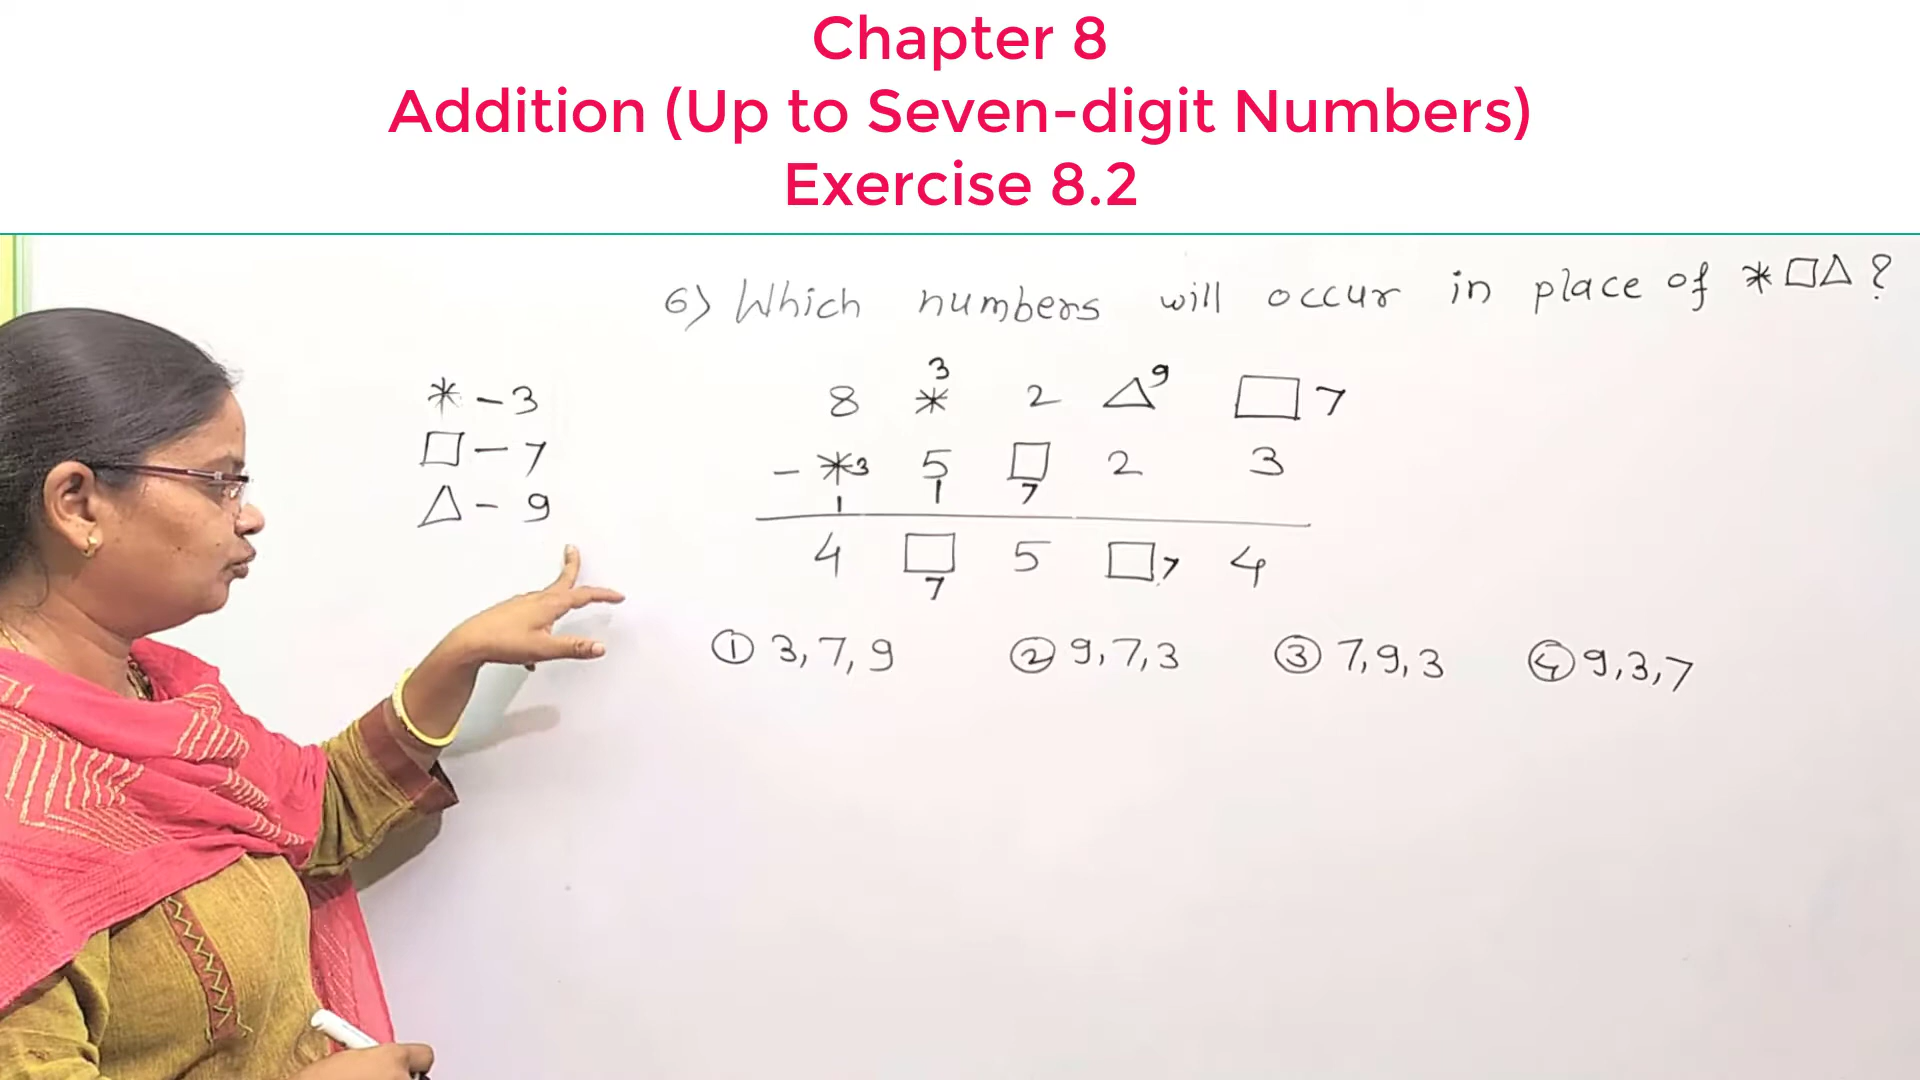 Chapter 8
Addition (Up to Seven-digit Numbers)
Exercise 8.2
6) Which numbers will occur in place of *□△?
* – 3
□ – 7
△ – 9
3 9
8 * 2 △ □ 7
– *3 5 □ 2 3
1 1 7
4 □ 5 □7 4
7
① 3,7,9 ② 9,7,3 ③ 7,9,3 ④ 9,3,7